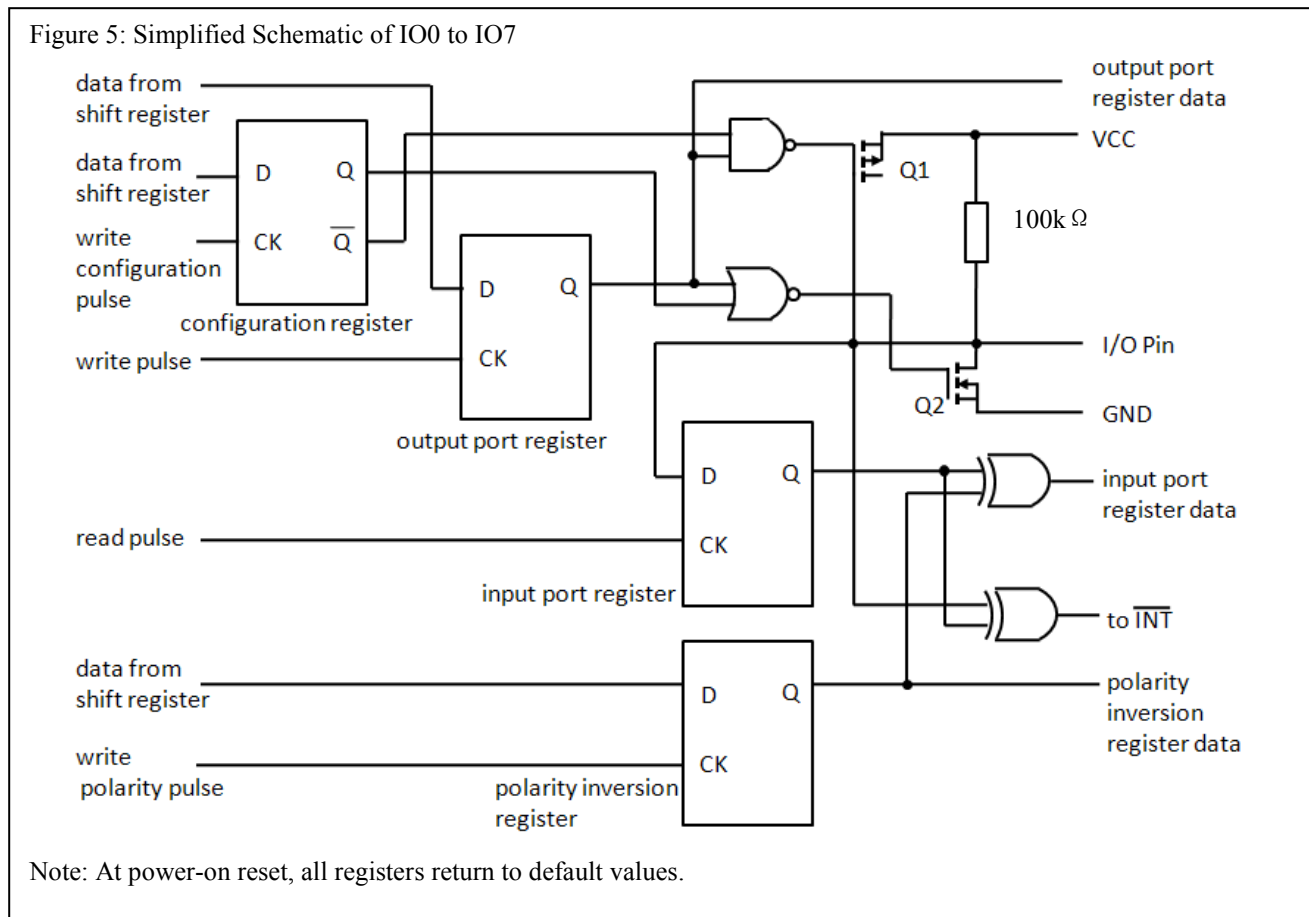 Figure 5: Simplified Schematic of IO0 to IO7
data from
shift register
output port
register data
VCC
data from
shift register
D
Q
Q1
100k Ω
write
configuration
pulse
CK
Q̅
D
Q
configuration register
I/O Pin
write pulse
CK
Q2
GND
output port register
D
Q
input port
register data
read pulse
CK
input port register
to I̅N̅T̅
data from
shift register
D
Q
polarity
inversion
register data
write
polarity pulse
CK
polarity inversion
register
Note: At power-on reset, all registers return to default values.